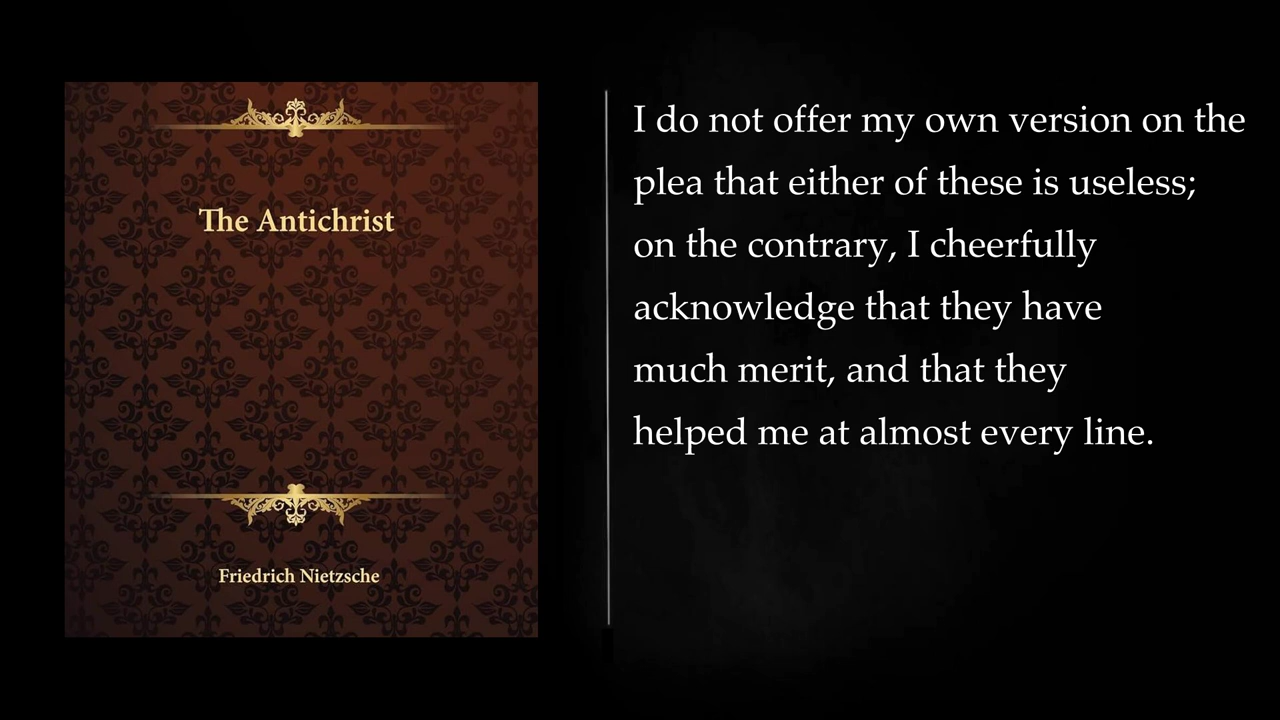 The Antichrist
Friedrich Nietzsche
I do not offer my own version on the
plea that either of these is useless;
on the contrary, I cheerfully
acknowledge that they have
much merit, and that they
helped me at almost every line.